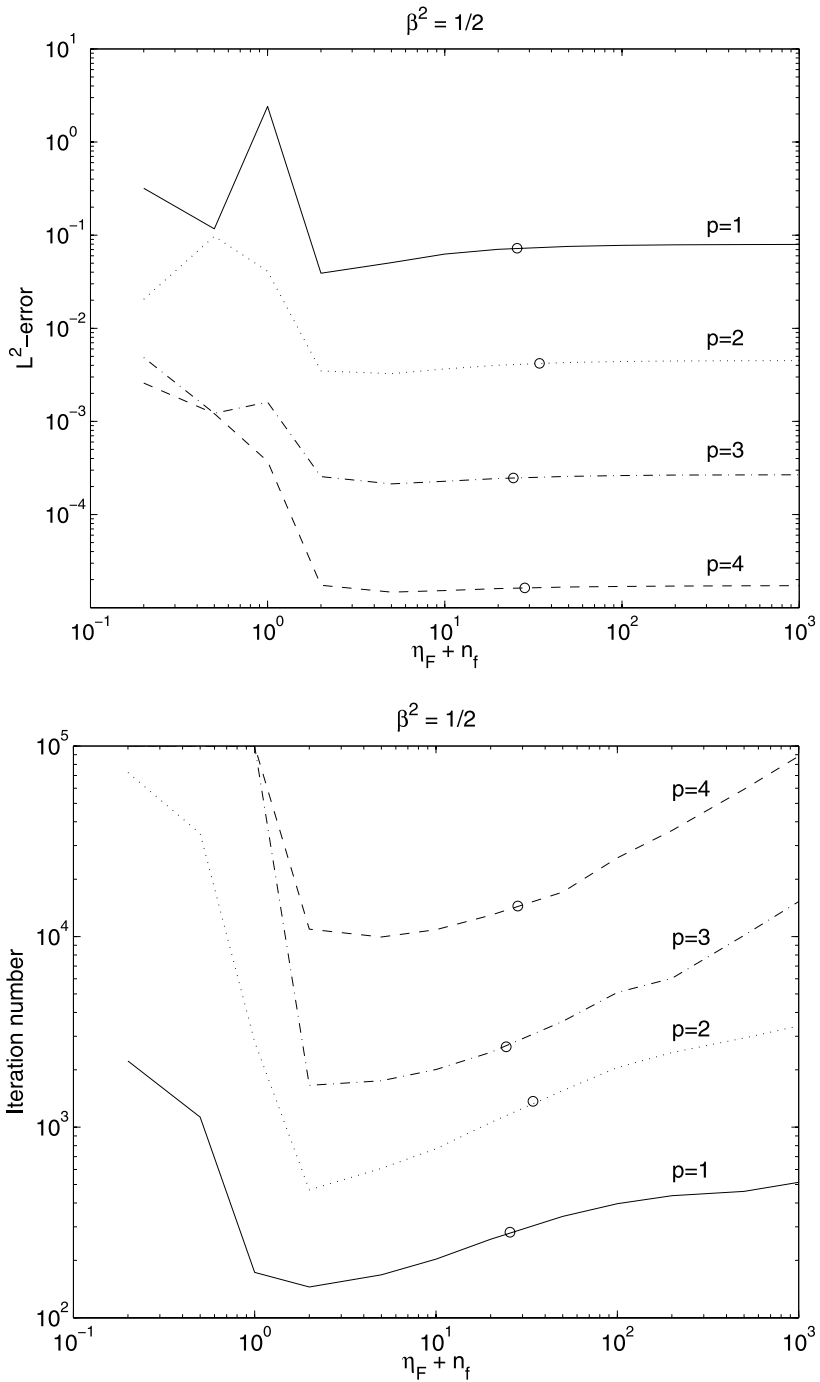 β² = 1/2
10¹
10⁰
10⁻¹
10⁻²
10⁻³
10⁻⁴
L²−error
p=1
p=2
p=3
p=4
10⁻¹ 10⁰ 10¹ 10² 10³
η_F + n_f
β² = 1/2
10⁵
10⁴
10³
10²
Iteration number
p=4
p=3
p=2
p=1
10⁻¹ 10⁰ 10¹ 10² 10³
η_F + n_f